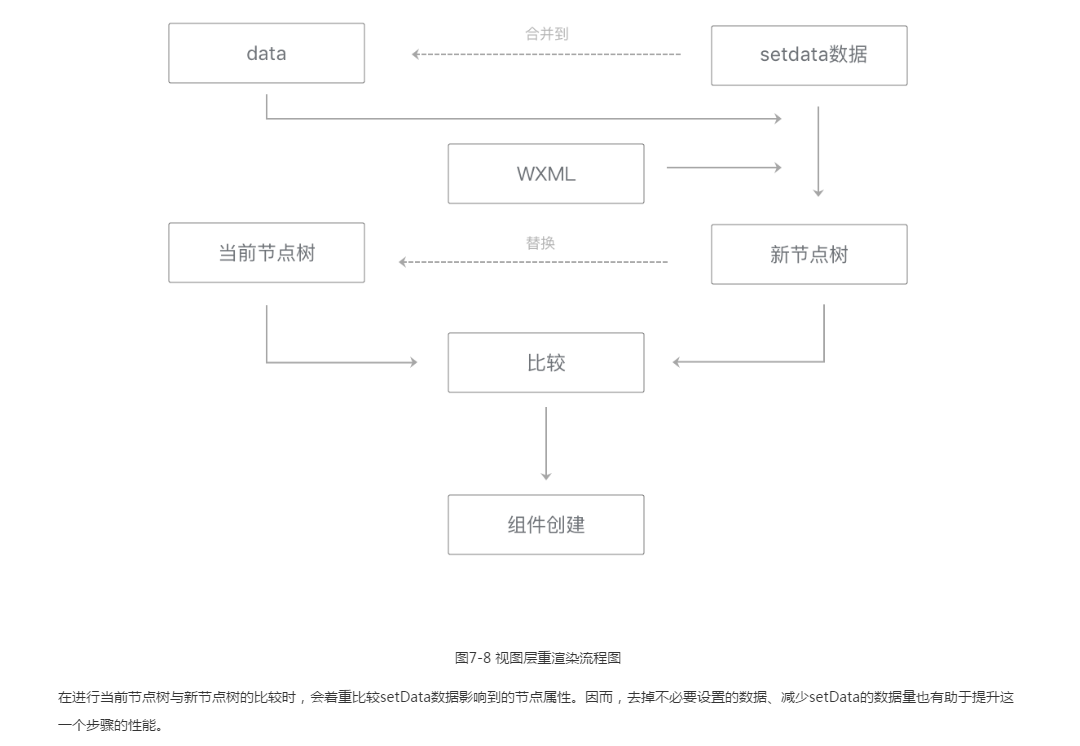 合并到
data
setdata数据
WXML
替换
当前节点树
新节点树
比较
组件创建
图7-8 视图层重渲染流程图
在进行当前节点树与新节点树的比较时，会着重比较setData数据影响到的节点属性。因而，去掉不必要设置的数据、减少setData的数据量也有助于提升这
一个步骤的性能。